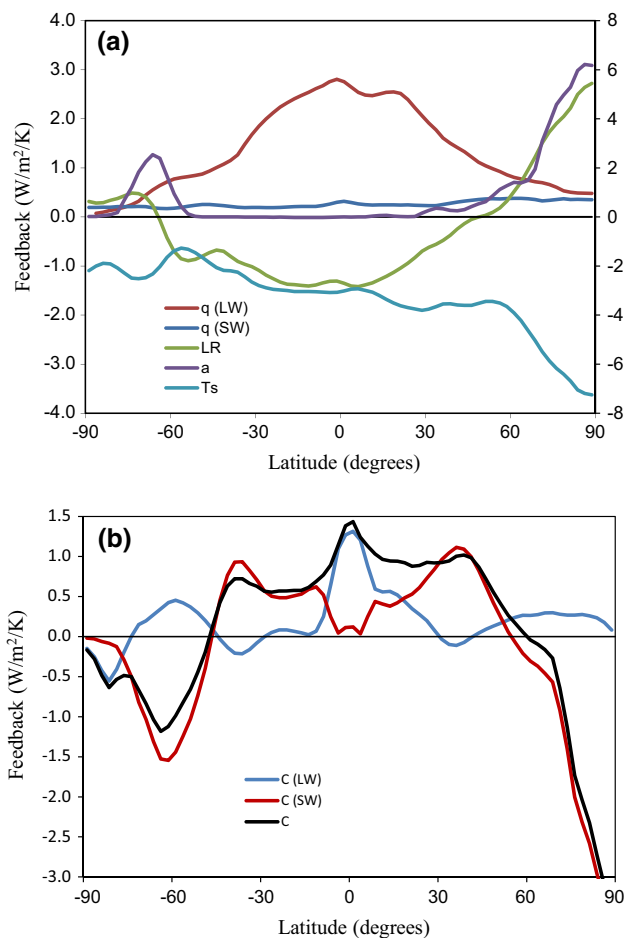 (a)
4.0
3.0
2.0
1.0
0.0
-1.0
-2.0
-3.0
-4.0
8
6
4
2
0
-2
-4
-6
-8
Feedback (W/m²/K)
q (LW)
q (SW)
LR
a
Ts
-90 -60 -30 0 30 60 90
Latitude (degrees)
(b)
1.5
1.0
0.5
0.0
-0.5
-1.0
-1.5
-2.0
-2.5
-3.0
Feedback (W/m²/K)
C (LW)
C (SW)
C
-90 -60 -30 0 30 60 90
Latitude (degrees)